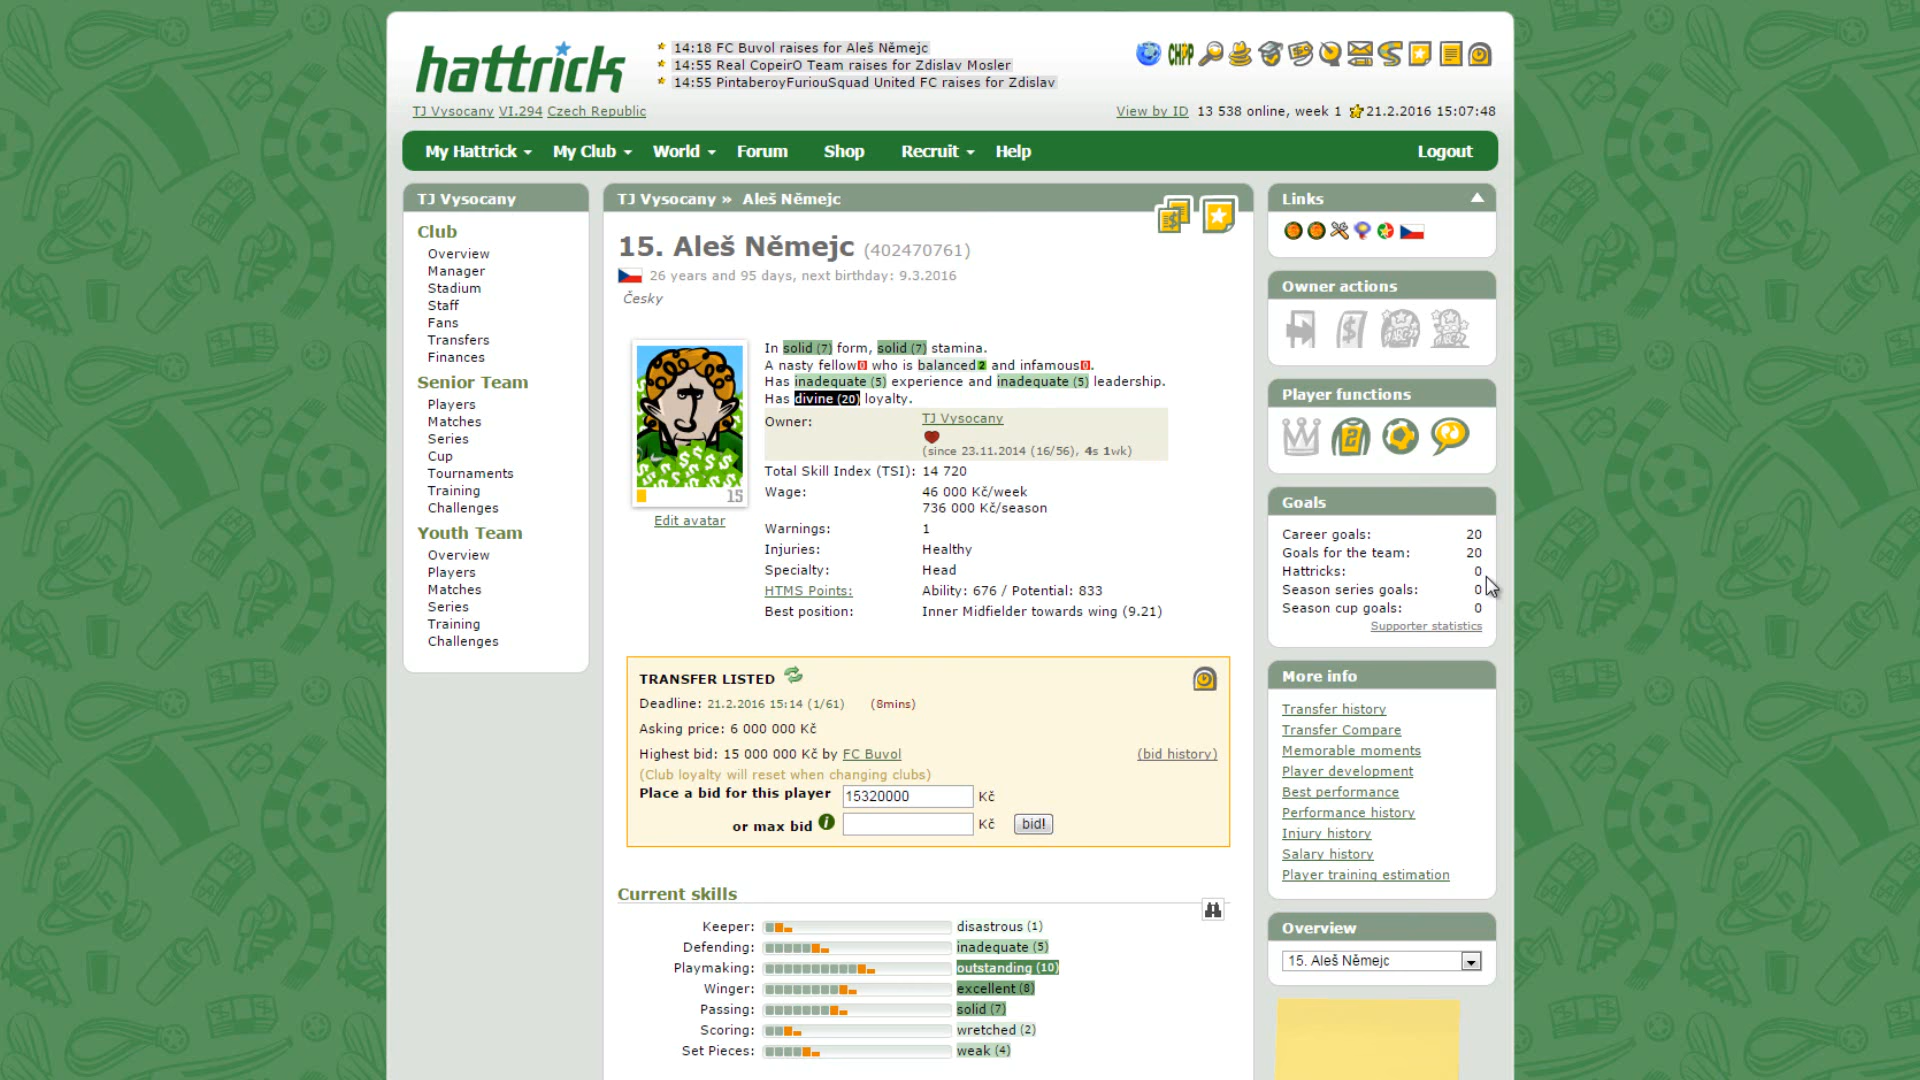 hattrick
14:18 FC Buvol raises for Aleš Němejc
14:55 Real CopeirO Team raises for Zdislav Mosler
14:55 PintaberoyFuriousSquad United FC raises for Zdislav
CHPP
TJ Vysocany VI.294 Czech Republic
View by ID 13 538 online, week 1 21.2.2016 15:07:48
My Hattrick My Club World Forum Shop Recruit Help Logout
TJ Vysocany
Club
Overview
Manager
Stadium
Staff
Fans
Transfers
Finances
Senior Team
Players
Matches
Series
Cup
Tournaments
Training
Challenges
Youth Team
Overview
Players
Matches
Series
Training
Challenges
TJ Vysocany » Aleš Němejc
15. Aleš Němejc (402470761)
26 years and 95 days, next birthday: 9.3.2016
Česky
15
Edit avatar
In solid (7) form, solid (7) stamina.
A nasty fellow0 who is balanced2 and infamous0.
Has inadequate (5) experience and inadequate (5) leadership.
Has divine (20) loyalty.
Owner: TJ Vysocany
(since 23.11.2014 (16/56), 4s 1wk)
Total Skill Index (TSI): 14 720
Wage: 46 000 Kč/week
736 000 Kč/season
Warnings: 1
Injuries: Healthy
Specialty: Head
HTMS Points: Ability: 676 / Potential: 833
Best position: Inner Midfielder towards wing (9.21)
TRANSFER LISTED
Deadline: 21.2.2016 15:14 (1/61) (8mins)
Asking price: 6 000 000 Kč
Highest bid: 15 000 000 Kč by FC Buvol (bid history)
(Club loyalty will reset when changing clubs)
Place a bid for this player 15320000 Kč
or max bid Kč bid!
Current skills
Keeper: disastrous (1)
Defending: inadequate (5)
Playmaking: outstanding (10)
Winger: excellent (8)
Passing: solid (7)
Scoring: wretched (2)
Set Pieces: weak (4)
Links
Owner actions
Player functions
2
Goals
Career goals: 20
Goals for the team: 20
Hattricks: 0
Season series goals: 0
Season cup goals: 0
Supporter statistics
More info
Transfer history
Transfer Compare
Memorable moments
Player development
Best performance
Performance history
Injury history
Salary history
Player training estimation
Overview
15. Aleš Němejc